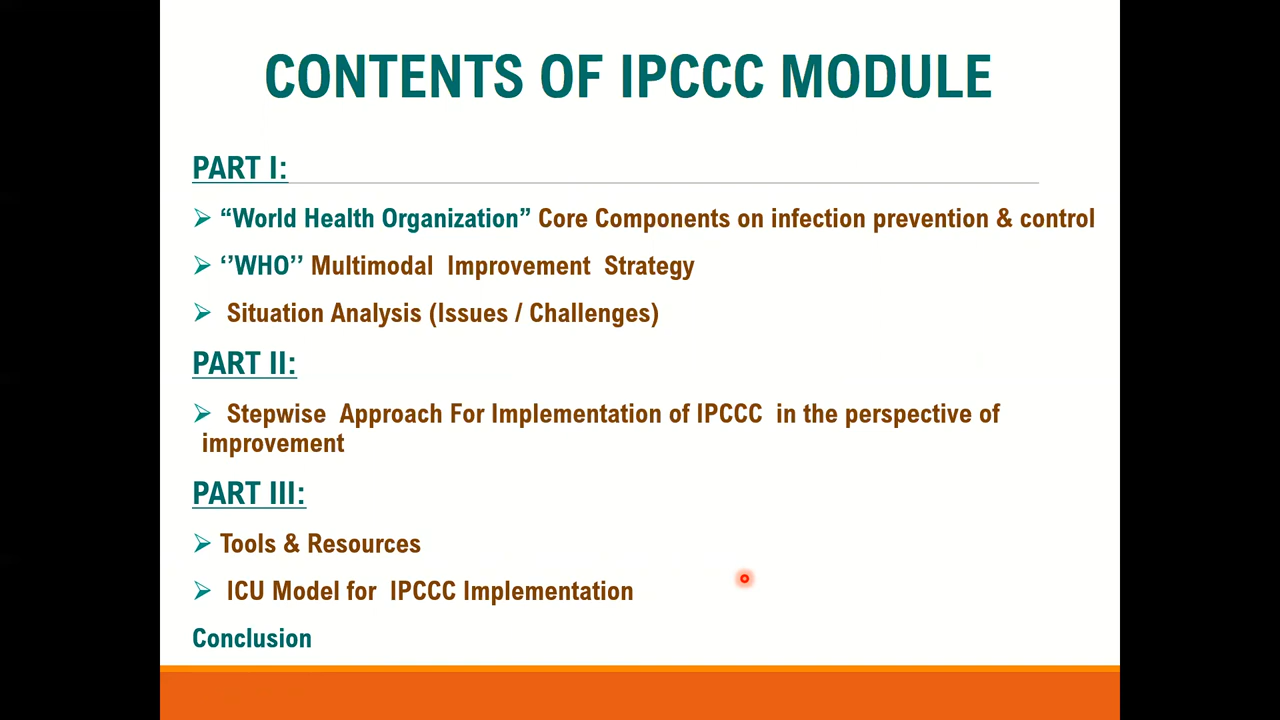 CONTENTS OF IPCCC MODULE
PART I:
➢ “World Health Organization” Core Components on infection prevention & control
➢ ‘’WHO’’ Multimodal Improvement Strategy
➢ Situation Analysis (Issues / Challenges)
PART II:
➢ Stepwise Approach For Implementation of IPCCC in the perspective of
improvement
PART III:
➢ Tools & Resources
➢ ICU Model for IPCCC Implementation
Conclusion